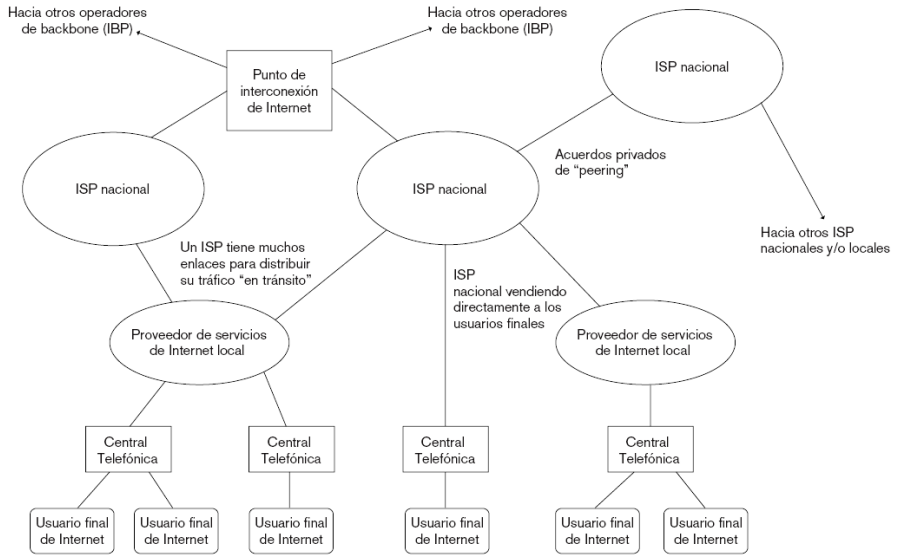 Hacia otros operadores
de backbone (IBP)
Hacia otros operadores
de backbone (IBP)
Punto de
interconexión
de Internet
ISP nacional
ISP nacional
ISP nacional
Acuerdos privados
de “peering”
Hacia otros ISP
nacionales y/o locales
Un ISP tiene muchos
enlaces para distribuir
su tráfico “en tránsito”
ISP
nacional vendiendo
directamente a los
usuarios finales
Proveedor de servicios
de Internet local
Proveedor de servicios
de Internet local
Central
Telefónica
Central
Telefónica
Central
Telefónica
Central
Telefónica
Usuario final
de Internet
Usuario final
de Internet
Usuario final
de Internet
Usuario final
de Internet
Usuario final
de Internet
Usuario final
de Internet